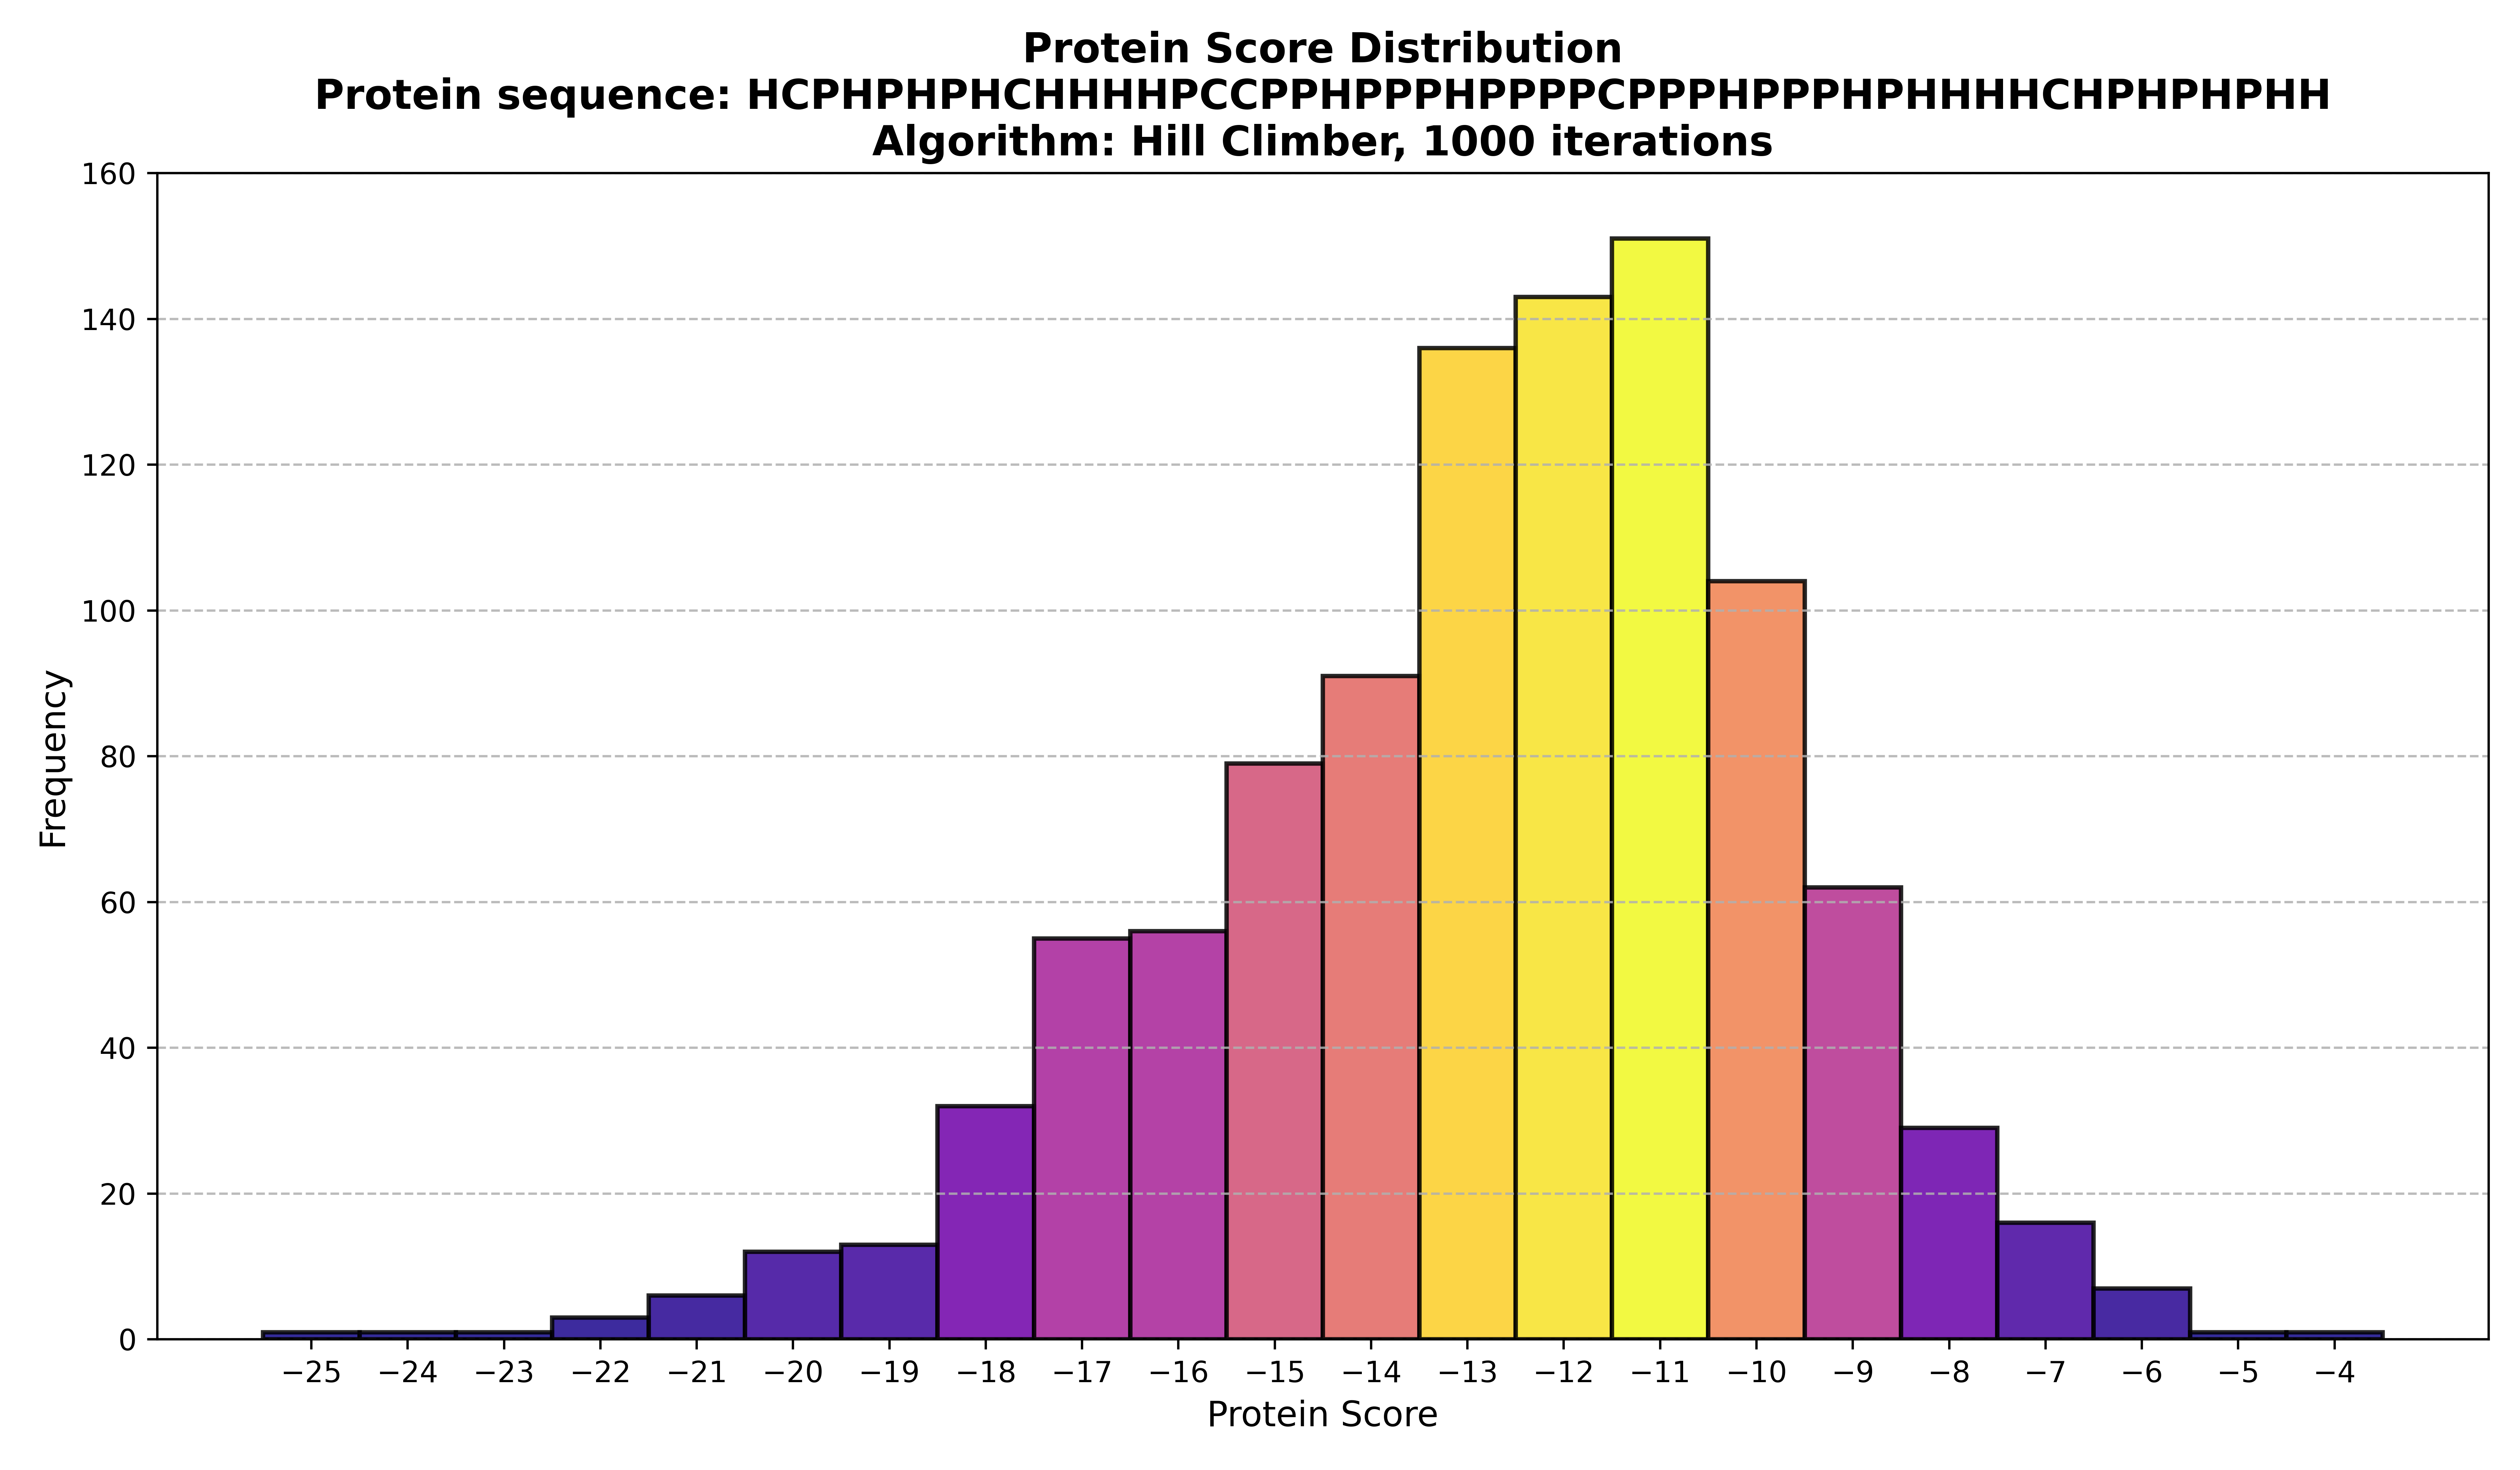 Protein Score Distribution
Protein sequence: HCPHPHPHCHHHHPCCPPHPPPHPPPPCPPPHPPPHPHHHHCHPHPHPHH
Algorithm: Hill Climber, 1000 iterations
160
140
120
100
80
60
40
20
0
Frequency
−25 −24 −23 −22 −21 −20 −19 −18 −17 −16 −15 −14 −13 −12 −11 −10 −9 −8 −7 −6 −5 −4
Protein Score